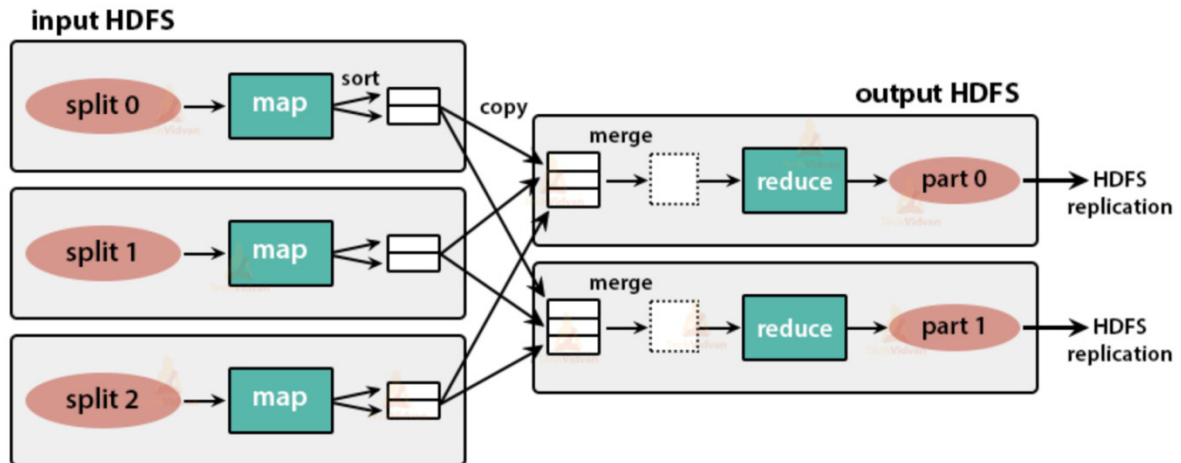 input HDFS
split 0
map
sort
copy
split 1
map
split 2
map
output HDFS
merge
reduce
part 0
HDFS
replication
merge
reduce
part 1
HDFS
replication
TechVidvan